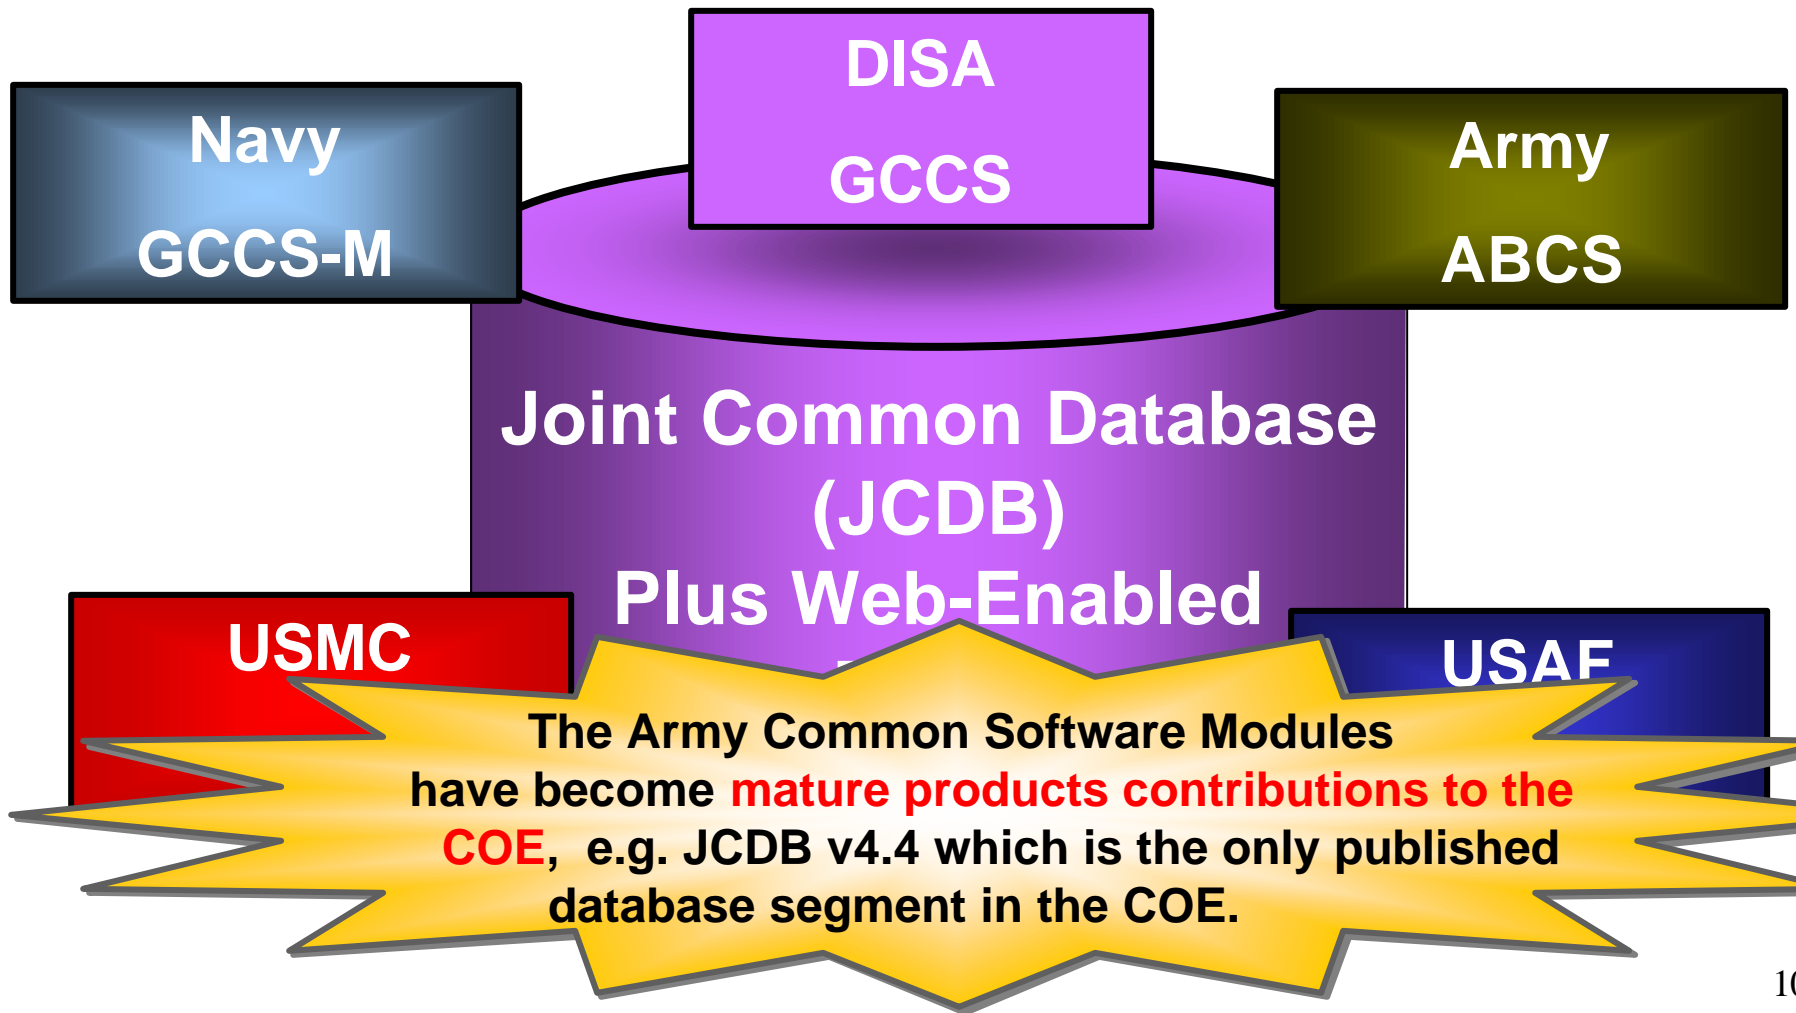 DISA
GCCS
Navy
GCCS-M
Army
ABCS
Joint Common Database
(JCDB)
Plus Web-Enabled
USMC
USAF
The Army Common Software Modules
have become mature products contributions to the
COE, e.g. JCDB v4.4 which is the only published
database segment in the COE.